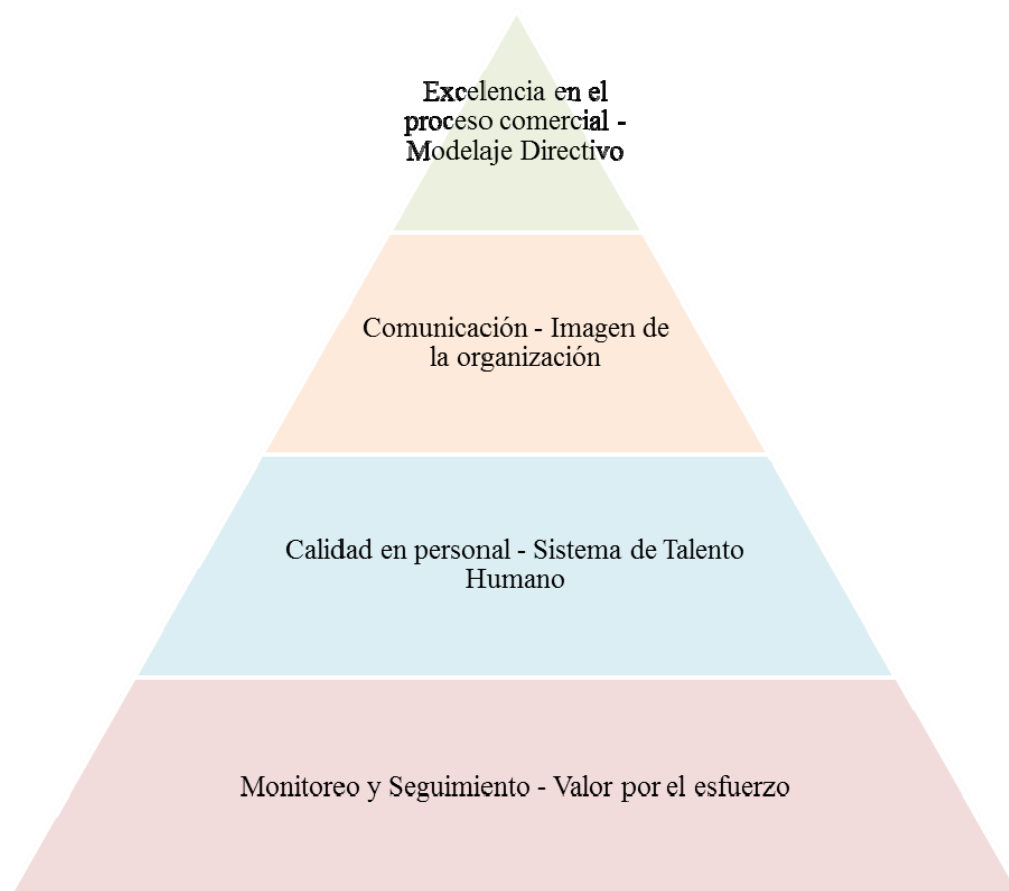 Excelencia en el
proceso comercial -
Modelaje Directivo
Comunicación - Imagen de
la organización
Calidad en personal - Sistema de Talento
Humano
Monitoreo y Seguimiento - Valor por el esfuerzo